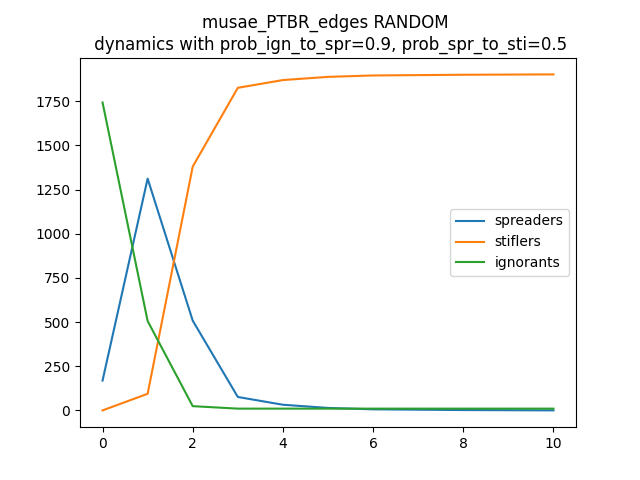 musae_PTBR_edges RANDOM
dynamics with prob_ign_to_spr=0.9, prob_spr_to_sti=0.5
1750
1500
1250
1000
750
500
250
0
spreaders
stiflers
ignorants
0 2 4 6 8 10